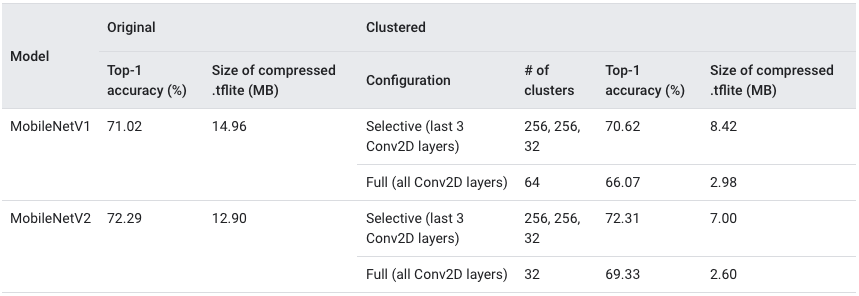 Original Clustered
Model
Top-1 Size of compressed # of Top-1 Size of compressed
accuracy (%) .tflite (MB) Configuration clusters accuracy (%) .tflite (MB)
MobileNetV1 71.02 14.96 Selective (last 3 256, 256, 70.62 8.42
Conv2D layers) 32
Full (all Conv2D layers) 64 66.07 2.98
MobileNetV2 72.29 12.90 Selective (last 3 256, 256, 72.31 7.00
Conv2D layers) 32
Full (all Conv2D layers) 32 69.33 2.60